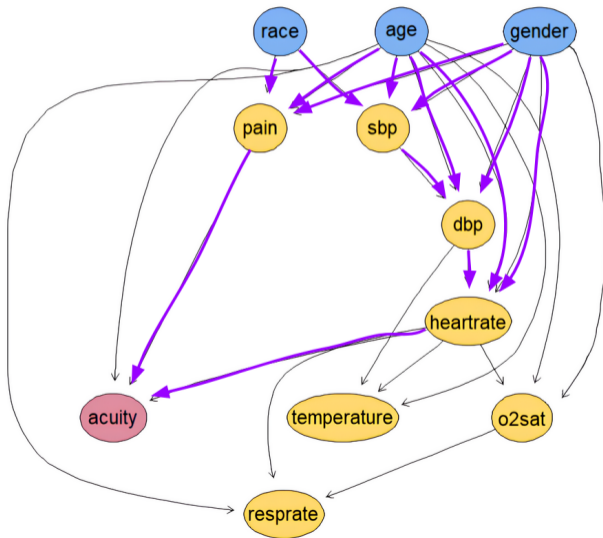 race
age
gender
pain
sbp
dbp
heartrate
acuity
temperature
o2sat
resprate